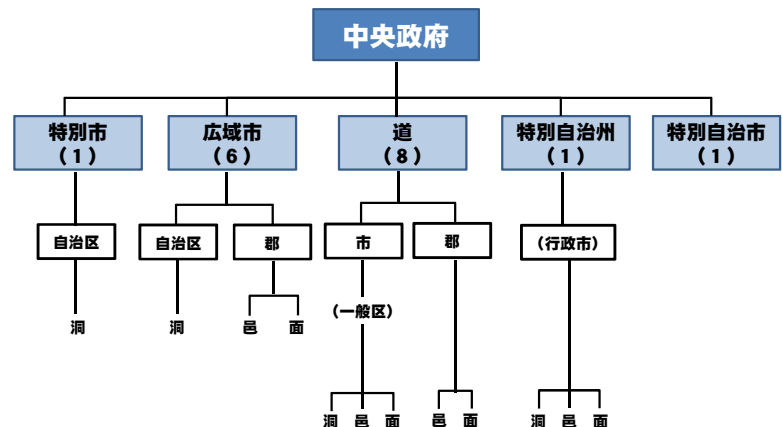 中央政府
特別市
（1）
広域市
（6）
道
（8）
特別自治州
（1）
特別自治市
（1）
自治区
自治区
郡
市
郡
（行政市）
洞
洞
邑
面
（一般区）
洞
邑
面
邑
面
洞
邑
面